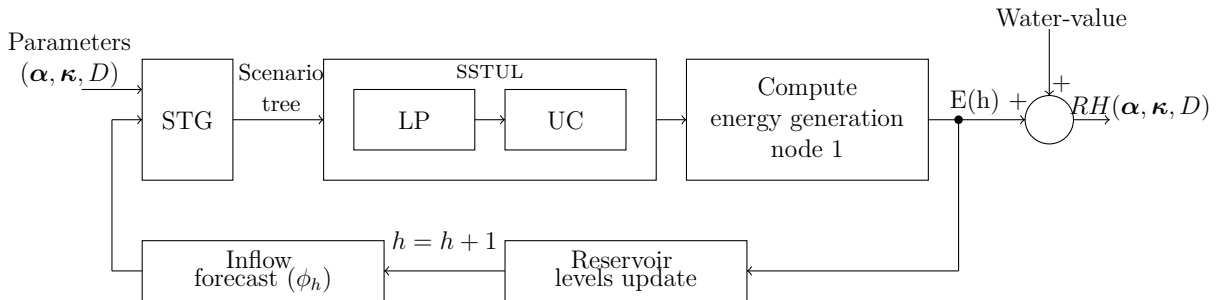 Water-value
Parameters
(α, κ, D)
STG
Scenario
tree
SSTUL
LP
UC
Compute
energy generation
node 1
E(h)
+
+
RH(α, κ, D)
Inflow
forecast (ϕ_h)
h = h + 1
Reservoir
levels update